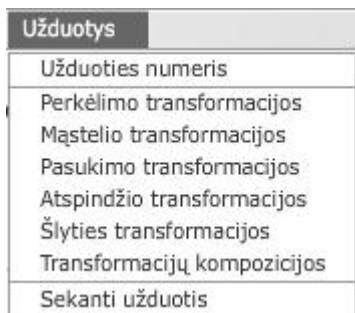 Užduotys
Užduoties numeris
Perkėlimo transformacijos
Mąstelio transformacijos
Pasukimo transformacijos
Atspindžio transformacijos
Šlyties transformacijos
Transformacijų kompozicijos
Sekanti užduotis